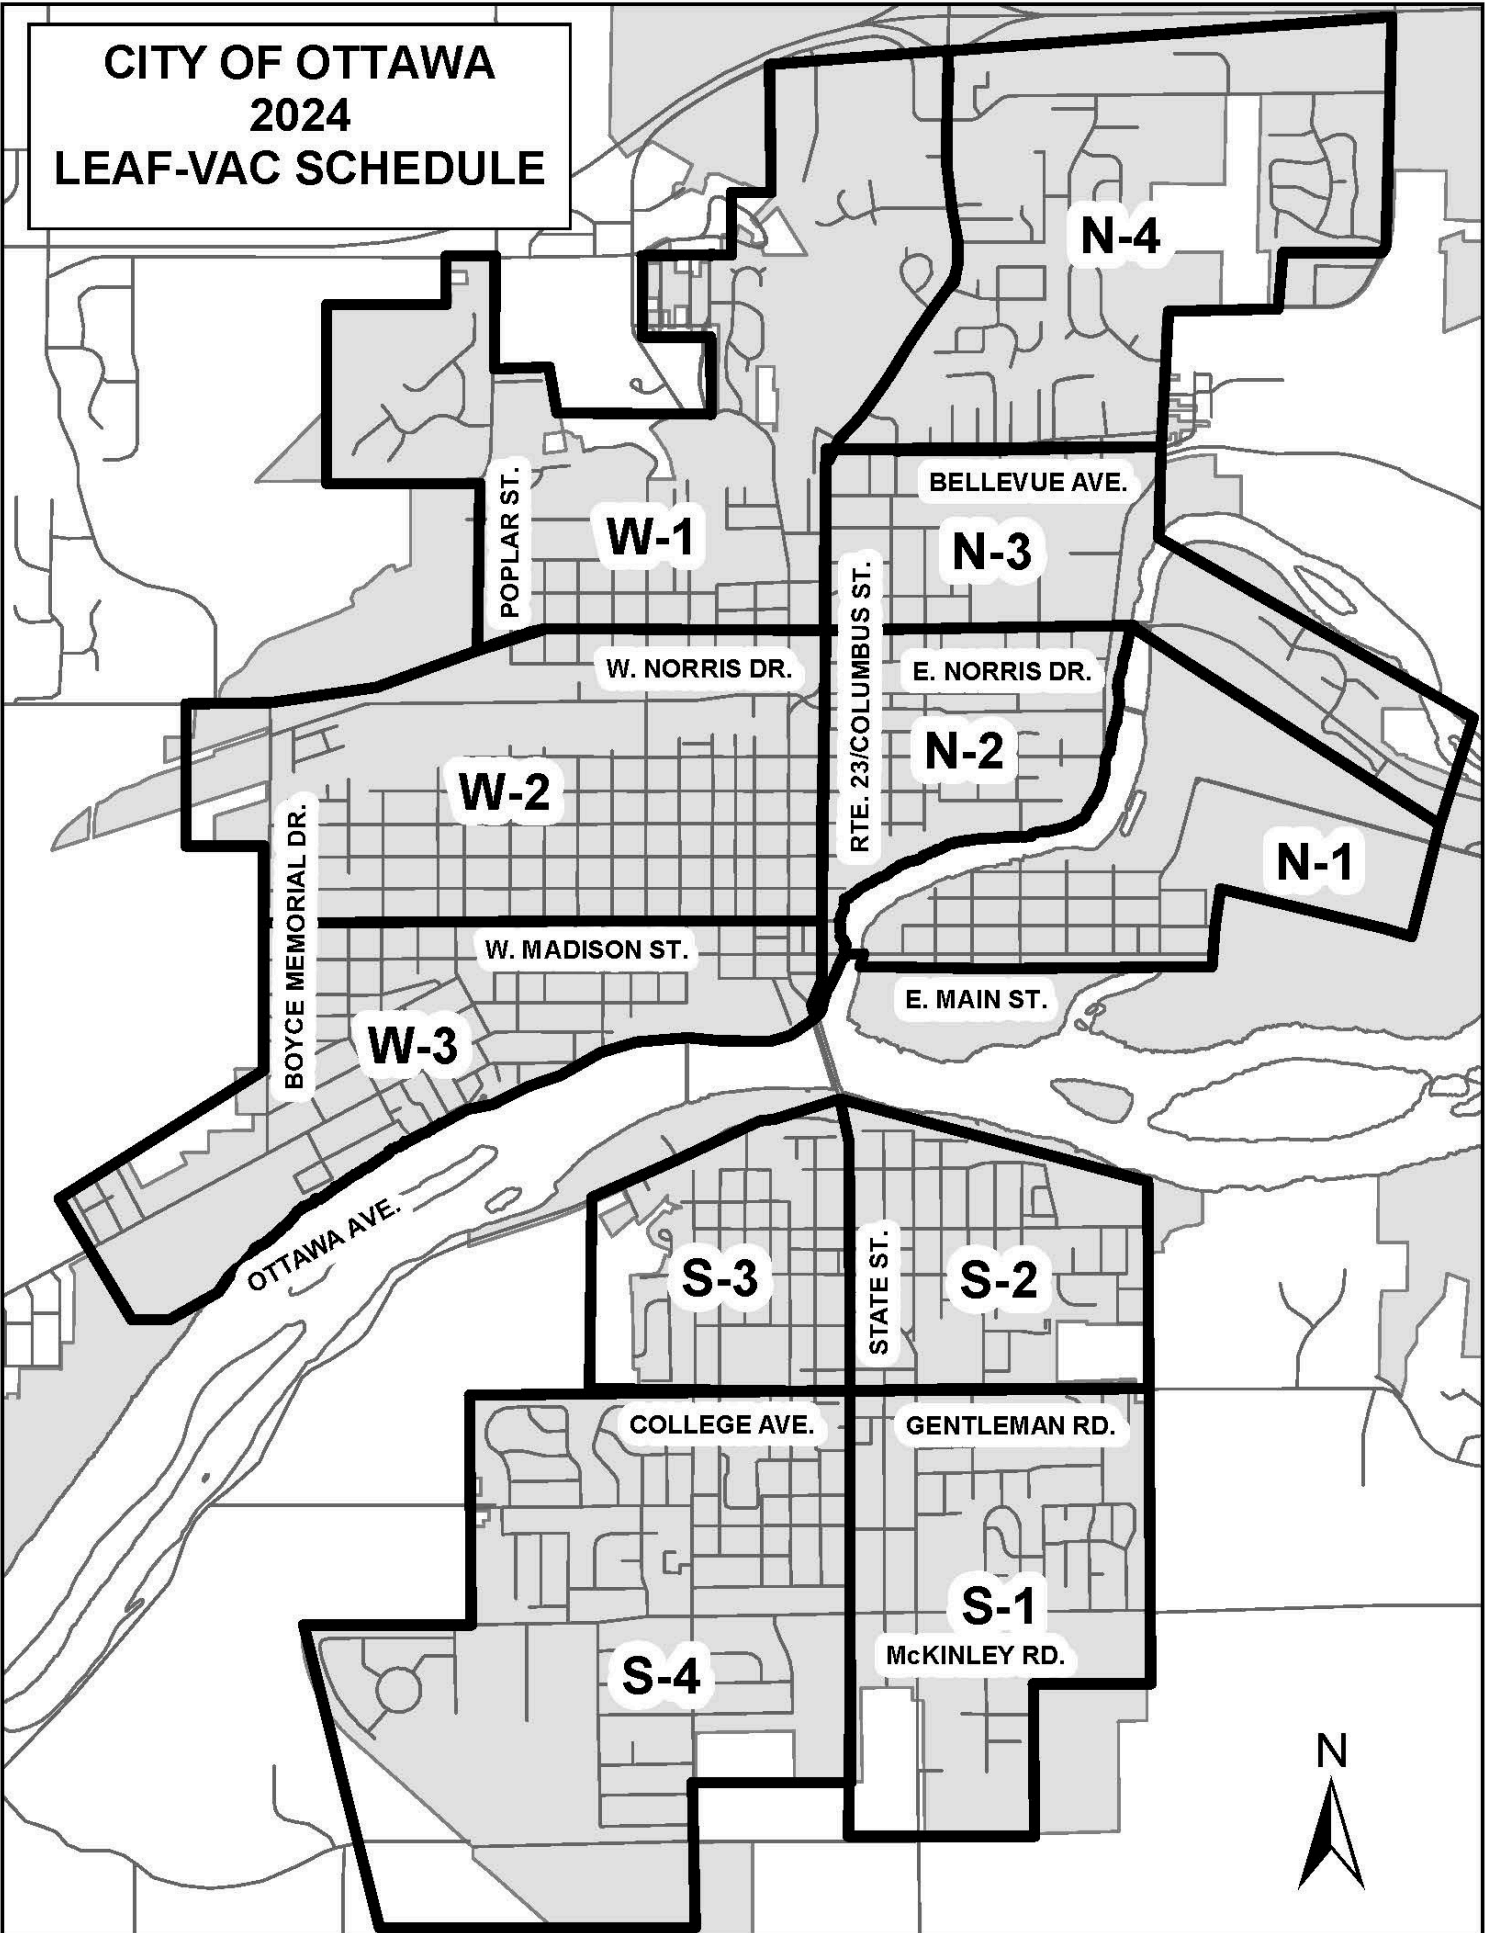 CITY OF OTTAWA
2024
LEAF-VAC SCHEDULE
N-4
BELLEVUE AVE.
POPLAR ST.
W-1
N-3
RTE. 23/COLUMBUS ST.
W. NORRIS DR.
E. NORRIS DR.
N-2
W-2
BOYCE MEMORIAL DR.
N-1
W. MADISON ST.
E. MAIN ST.
W-3
OTTAWA AVE.
S-3
STATE ST.
S-2
COLLEGE AVE.
GENTLEMAN RD.
S-1
McKINLEY RD.
S-4
N